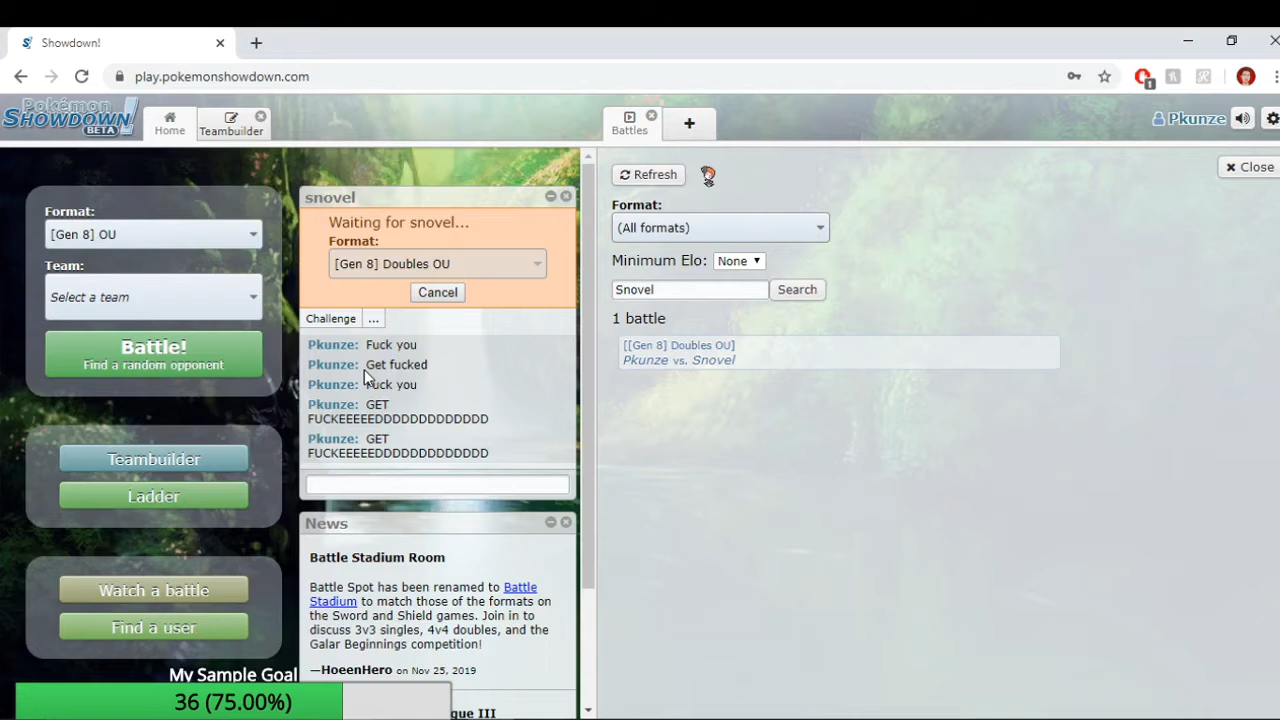 Showdown!
play.pokemonshowdown.com
1
Pokémon
SHOWDOWN!
BETA
Home
Teambuilder
Battles
Pkunze
Format:
[Gen 8] OU
Team:
Select a team
Battle!
Find a random opponent
Teambuilder
Ladder
Watch a battle
Find a user
My Sample Goal
36 (75.00%)
snovel
Waiting for snovel...
Format:
[Gen 8] Doubles OU
Cancel
Challenge ...
Pkunze: Fuck you
Pkunze: Get fucked
Pkunze: Fuck you
Pkunze: GET
FUCKEEEEEDDDDDDDDDDDDD
Pkunze: GET
FUCKEEEEEDDDDDDDDDDDDD
News
Battle Stadium Room
Battle Spot has been renamed to Battle
Stadium to match those of the formats on
the Sword and Shield games. Join in to
discuss 3v3 singles, 4v4 doubles, and the
Galar Beginnings competition!
—HoeenHero on Nov 25, 2019
gue III
Refresh
Close
Format:
(All formats)
Minimum Elo: None
Snovel Search
1 battle
[[Gen 8] Doubles OU]
Pkunze vs. Snovel